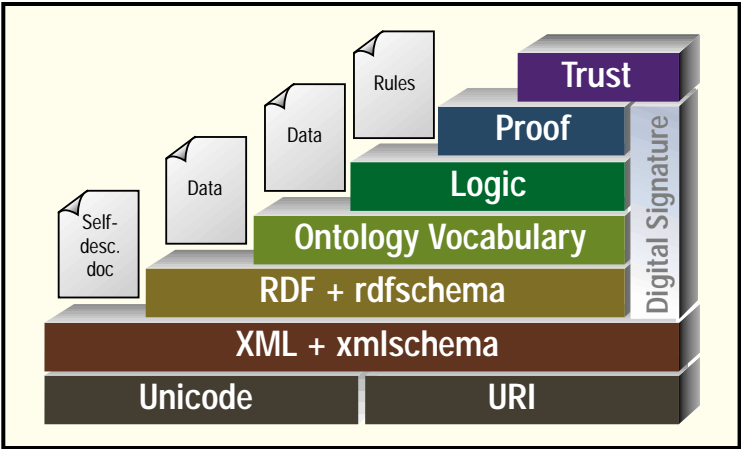 Rules
Trust
Data
Proof
Data
Logic
Self-
desc.
doc
Ontology Vocabulary
Digital Signature
RDF + rdfschema
XML + xmlschema
Unicode
URI